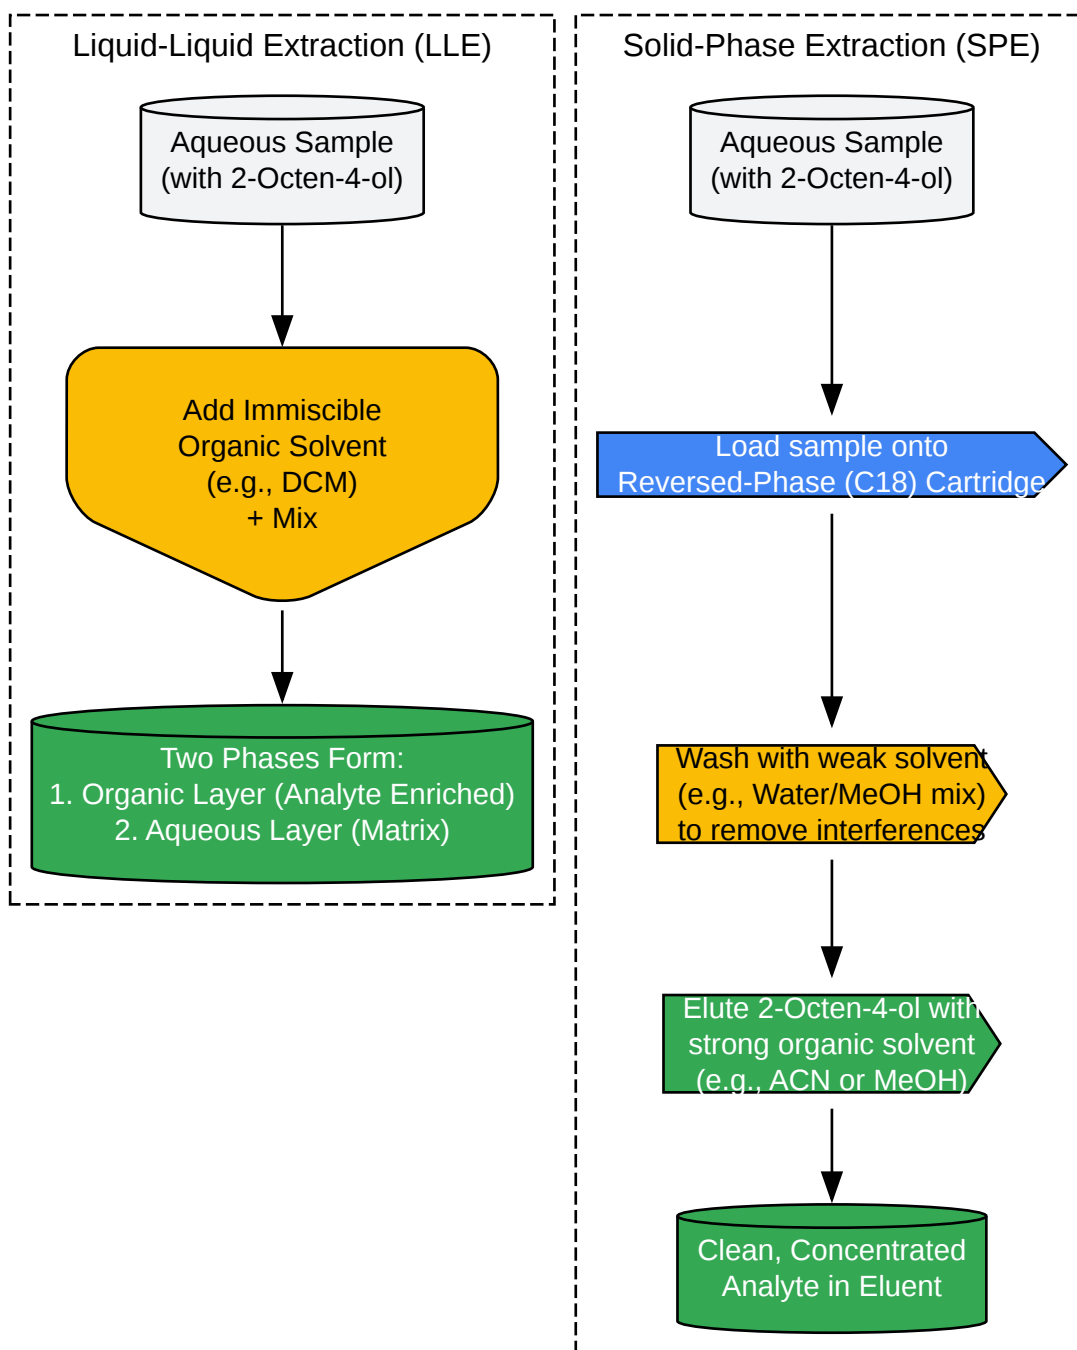 Liquid-Liquid Extraction (LLE)
Aqueous Sample
(with 2-Octen-4-ol)
Add Immiscible
Organic Solvent
(e.g., DCM)
+ Mix
Two Phases Form:
1. Organic Layer (Analyte Enriched)
2. Aqueous Layer (Matrix)
Solid-Phase Extraction (SPE)
Aqueous Sample
(with 2-Octen-4-ol)
Load sample onto
Reversed-Phase (C18) Cartridge
Wash with weak solvent
(e.g., Water/MeOH mix)
to remove interferences
Elute 2-Octen-4-ol with
strong organic solvent
(e.g., ACN or MeOH)
Clean, Concentrated
Analyte in Eluent